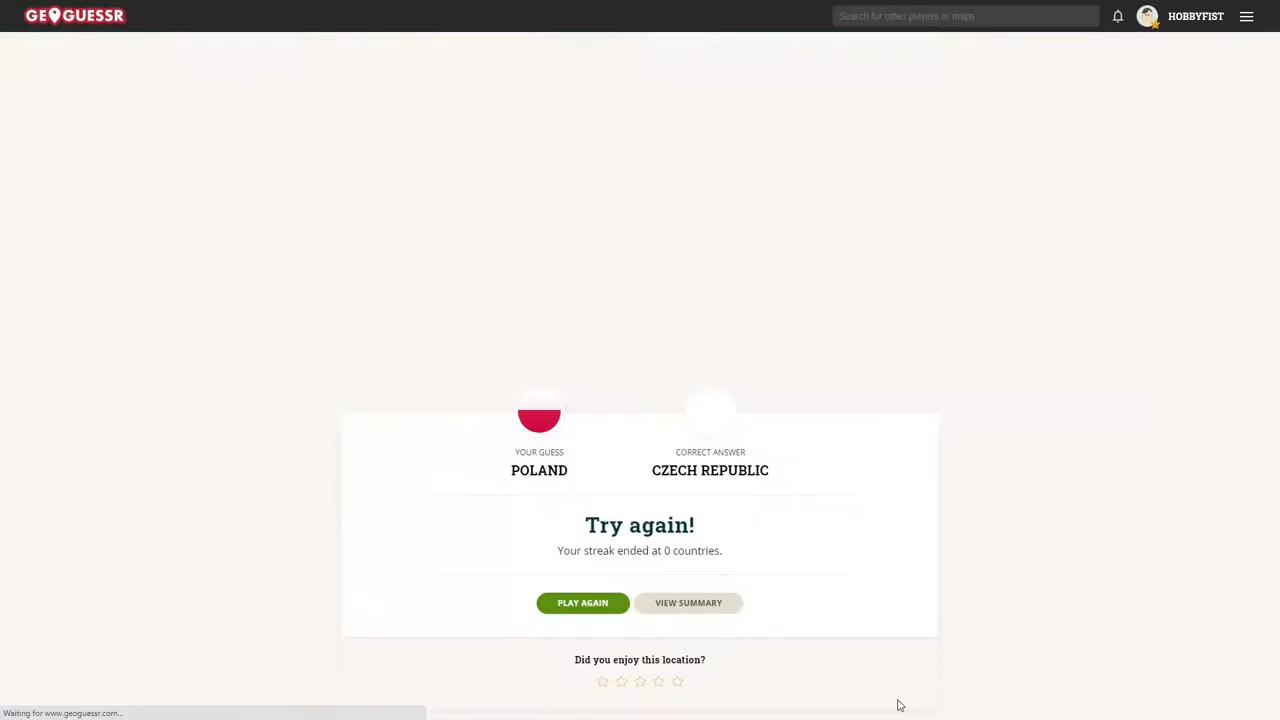 GEOGUESSR
Search for other players or maps
HOBBYFIST
YOUR GUESS
POLAND
CORRECT ANSWER
CZECH REPUBLIC
Try again!
Your streak ended at 0 countries.
PLAY AGAIN
VIEW SUMMARY
Did you enjoy this location?
Waiting for www.geoguessr.com...